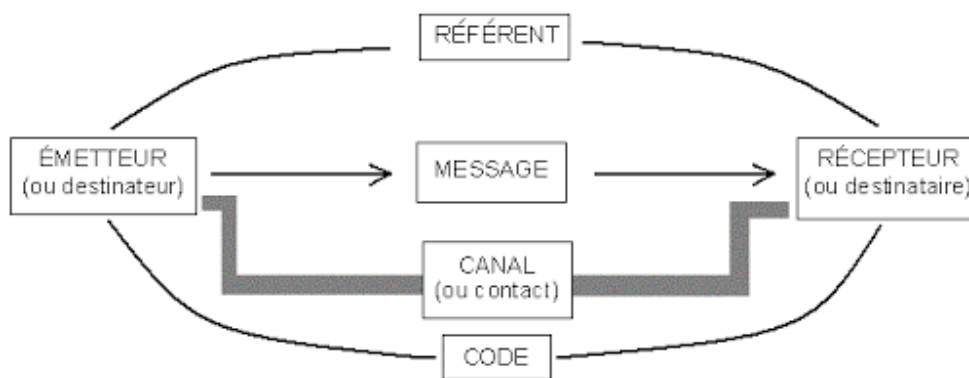 RÉFÉRENT
ÉMETTEUR
(ou destinateur)
MESSAGE
RÉCEPTEUR
(ou destinataire)
CANAL
(ou contact)
CODE